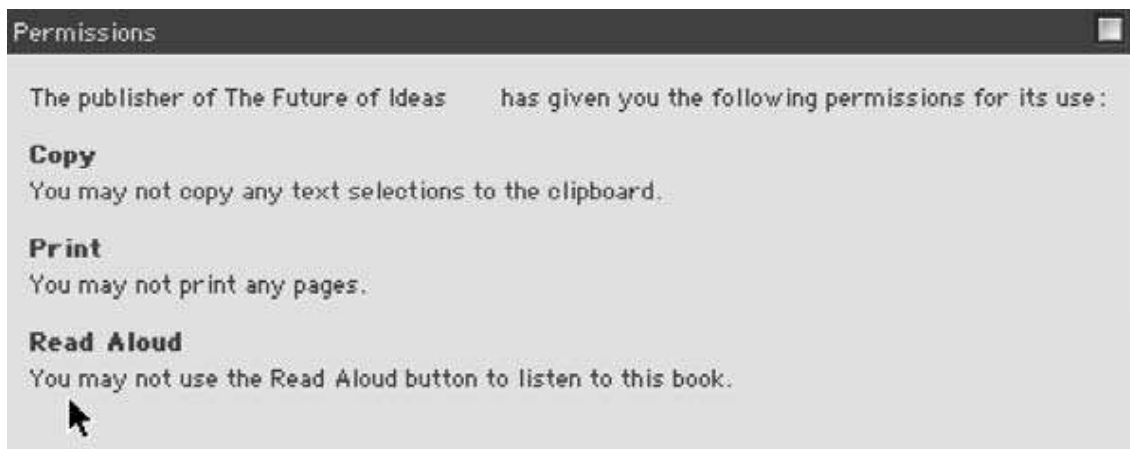 Permissions
The publisher of The Future of Ideas has given you the following permissions for its use:
Copy
You may not copy any text selections to the clipboard.
Print
You may not print any pages.
Read Aloud
You may not use the Read Aloud button to listen to this book.